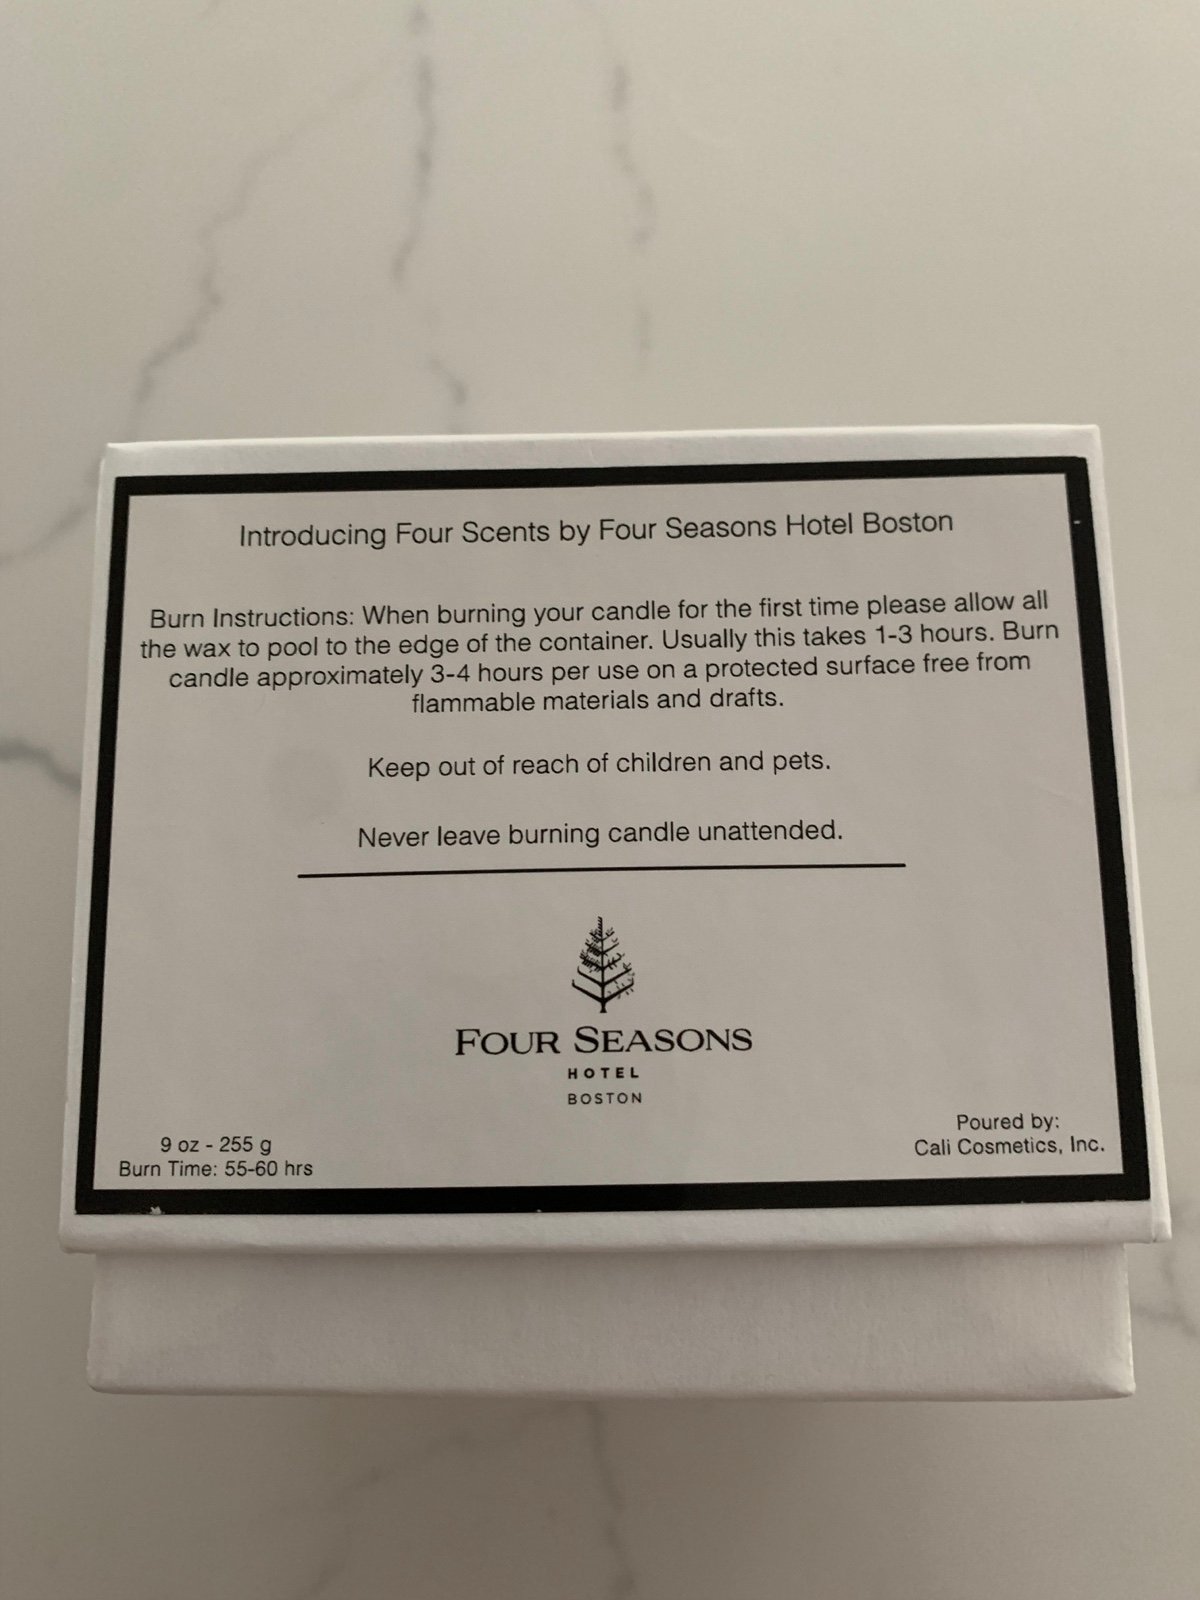 Introducing Four Scents by Four Seasons Hotel Boston
Burn Instructions: When burning your candle for the first time please allow all
the wax to pool to the edge of the container. Usually this takes 1-3 hours. Burn
candle approximately 3-4 hours per use on a protected surface free from
flammable materials and drafts.
Keep out of reach of children and pets.
Never leave burning candle unattended.
FOUR SEASONS
HOTEL
BOSTON
9 oz - 255 g
Burn Time: 55-60 hrs
Poured by:
Cali Cosmetics, Inc.